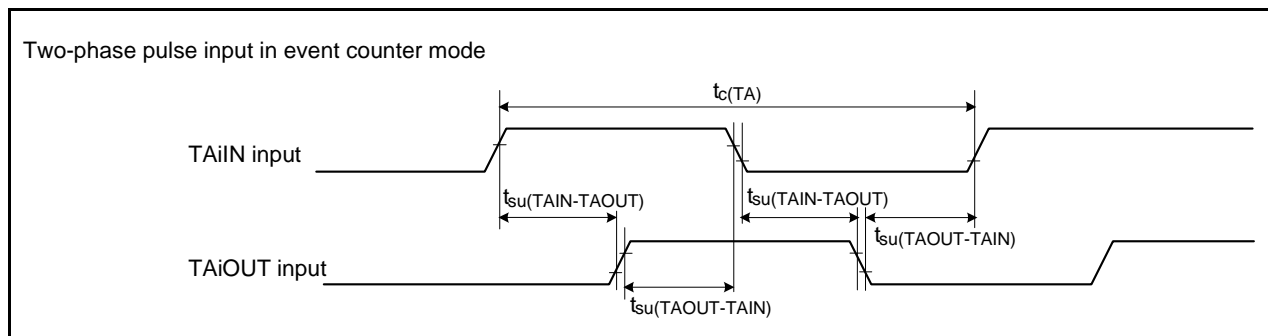 Two-phase pulse input in event counter mode
tc(TA)
TAiIN input
tsu(TAIN-TAOUT)
tsu(TAIN-TAOUT)
tsu(TAOUT-TAIN)
TAiOUT input
tsu(TAOUT-TAIN)